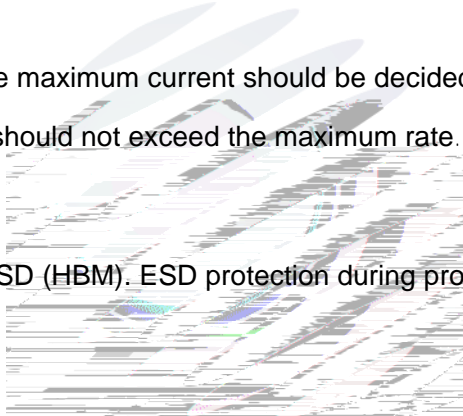 e maximum current should be decided
should not exceed the maximum rate.
SD (HBM). ESD protection during pro